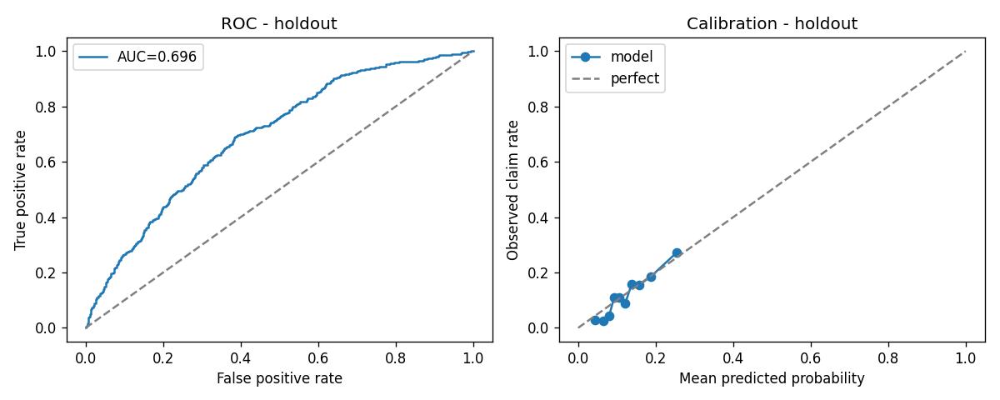 ROC - holdout
AUC=0.696
1.0
0.8
0.6
0.4
0.2
0.0
True positive rate
0.0 0.2 0.4 0.6 0.8 1.0
False positive rate
Calibration - holdout
model
perfect
1.0
0.8
0.6
0.4
0.2
0.0
Observed claim rate
0.0 0.2 0.4 0.6 0.8 1.0
Mean predicted probability